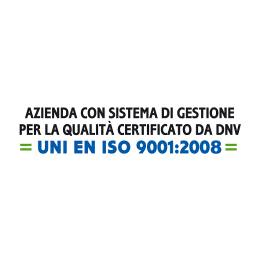 AZIENDA CON SISTEMA DI GESTIONE
PER LA QUALITÀ CERTIFICATO DA DNV
= UNI EN ISO 9001:2008 =